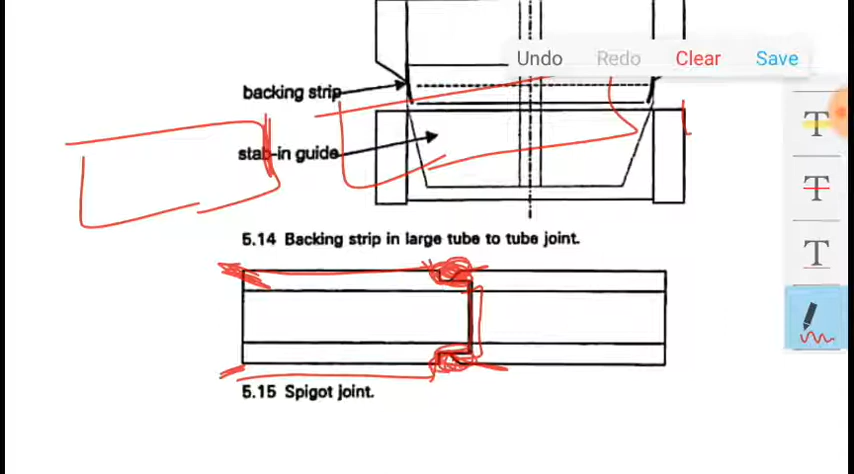 Undo Redo Clear Save
backing strip
stab-in guide
5.14 Backing strip in large tube to tube joint.
5.15 Spigot joint.
T
T
T